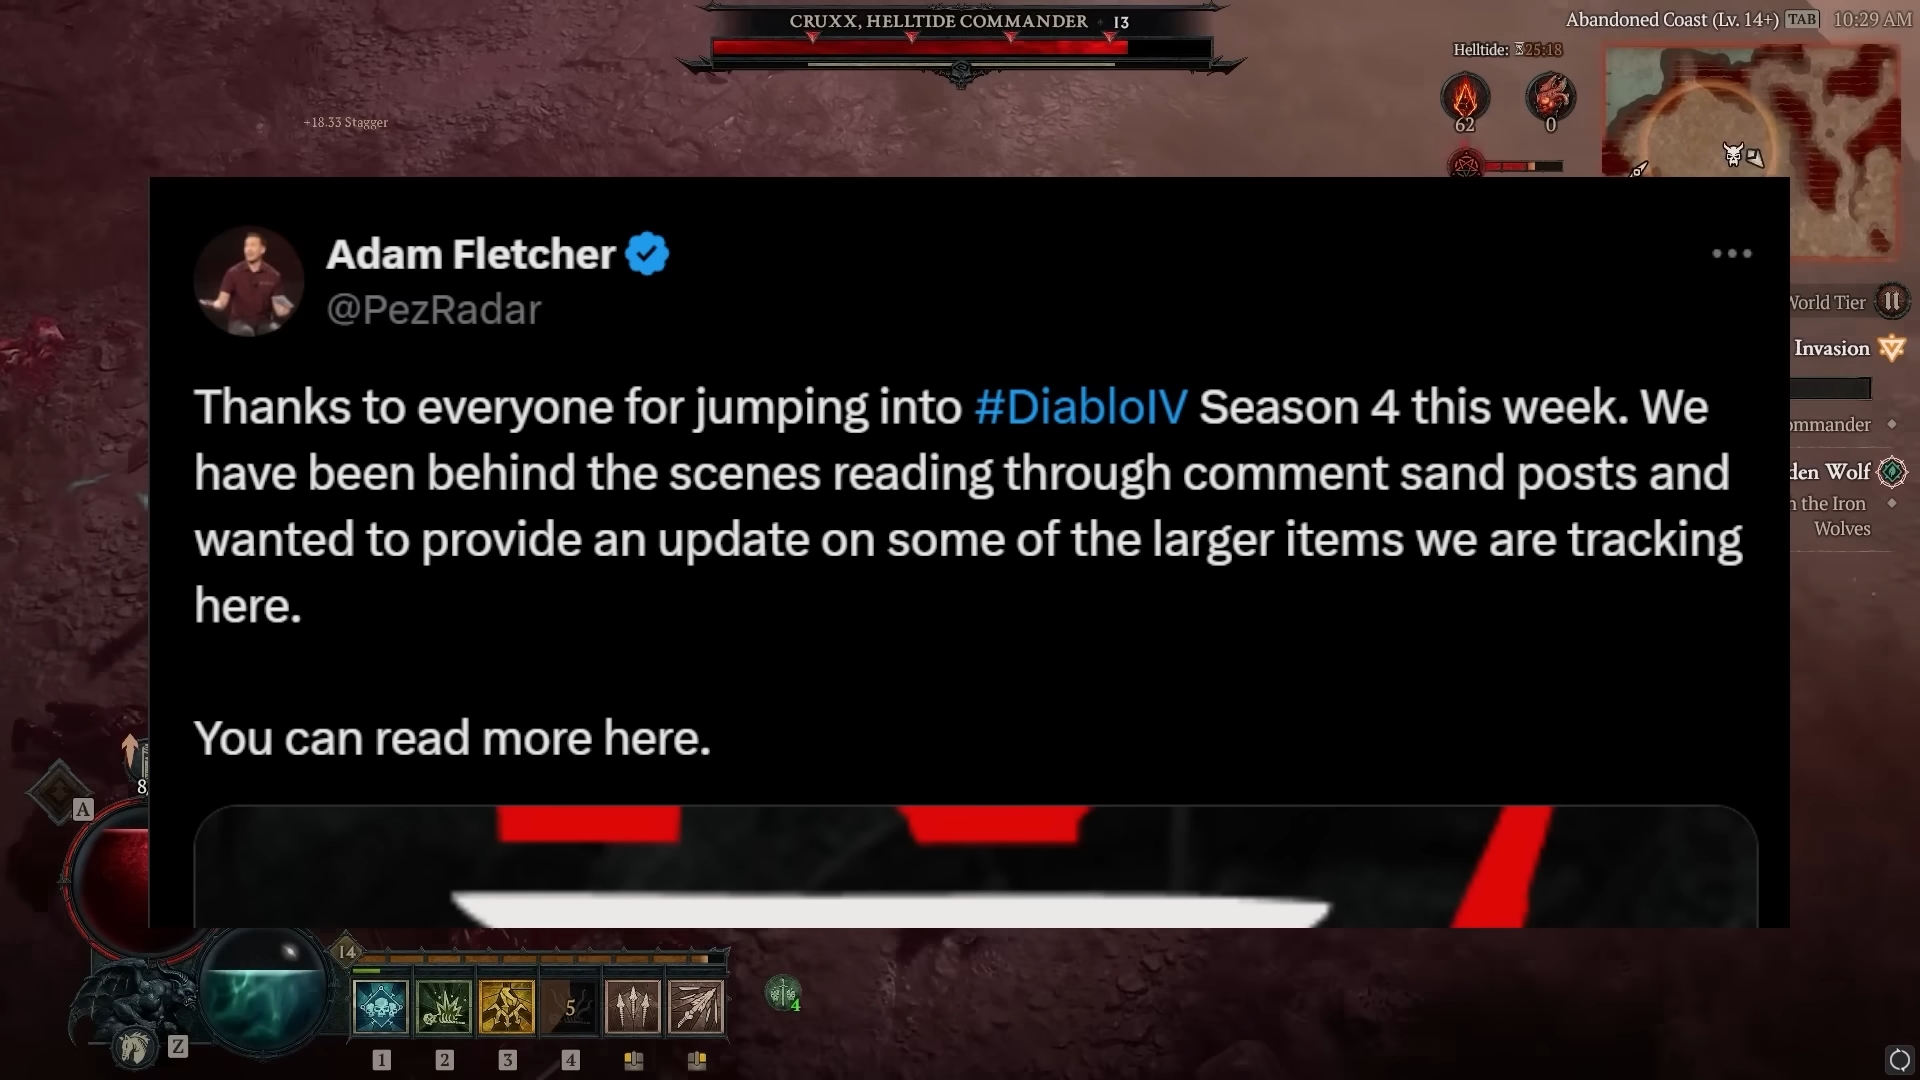 CRUXX, HELLTIDE COMMANDER 13
Abandoned Coast (Lv. 14+) TAB 10:29 AM
Helltide: 25:18
62
0
+18.33 Stagger
Adam Fletcher
@PezRadar
World Tier
Invasion
Thanks to everyone for jumping into #DiabloIV Season 4 this week. We
have been behind the scenes reading through comment sand posts and
wanted to provide an update on some of the larger items we are tracking
here.
ommander
den Wolf
n the Iron
Wolves
You can read more here.
8
A
14
5
4
Z
1
2
3
4